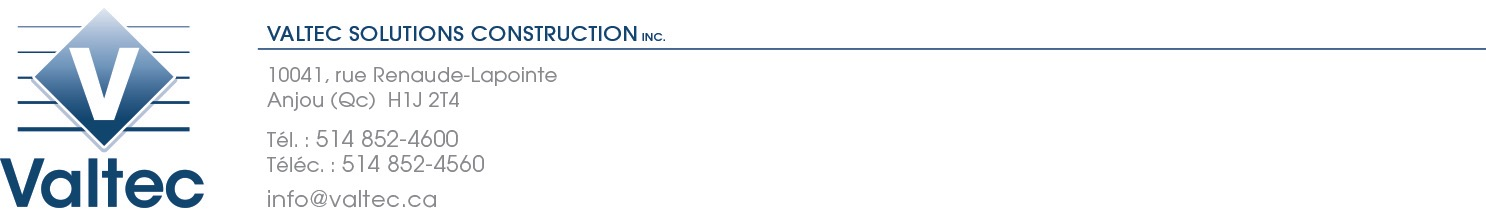 V
Valtec
VALTEC SOLUTIONS CONSTRUCTION INC.
10041, rue Renaude-Lapointe
Anjou (Qc)  H1J 2T4
Tél. : 514 852-4600
Téléc. : 514 852-4560
info@valtec.ca